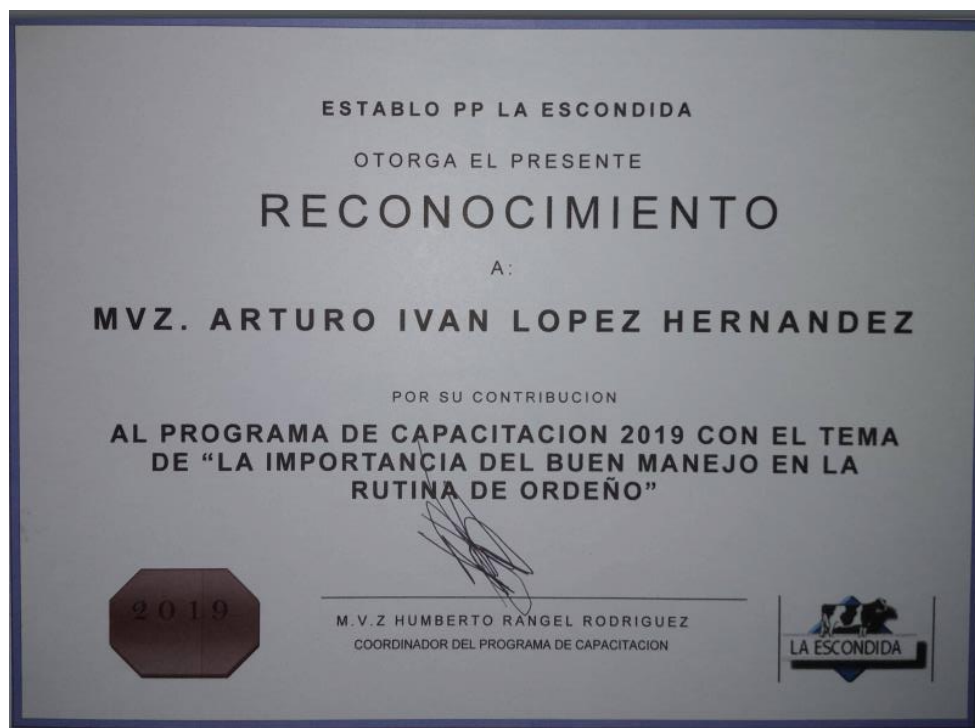 ESTABLO PP LA ESCONDIDA
OTORGA EL PRESENTE
RECONOCIMIENTO
A:
MVZ. ARTURO IVAN LOPEZ HERNANDEZ
POR SU CONTRIBUCION
AL PROGRAMA DE CAPACITACION 2019 CON EL TEMA
DE “LA IMPORTANCIA DEL BUEN MANEJO EN LA
RUTINA DE ORDEÑO”
2019
M.V.Z HUMBERTO RANGEL RODRIGUEZ
COORDINADOR DEL PROGRAMA DE CAPACITACION
LA ESCONDIDA